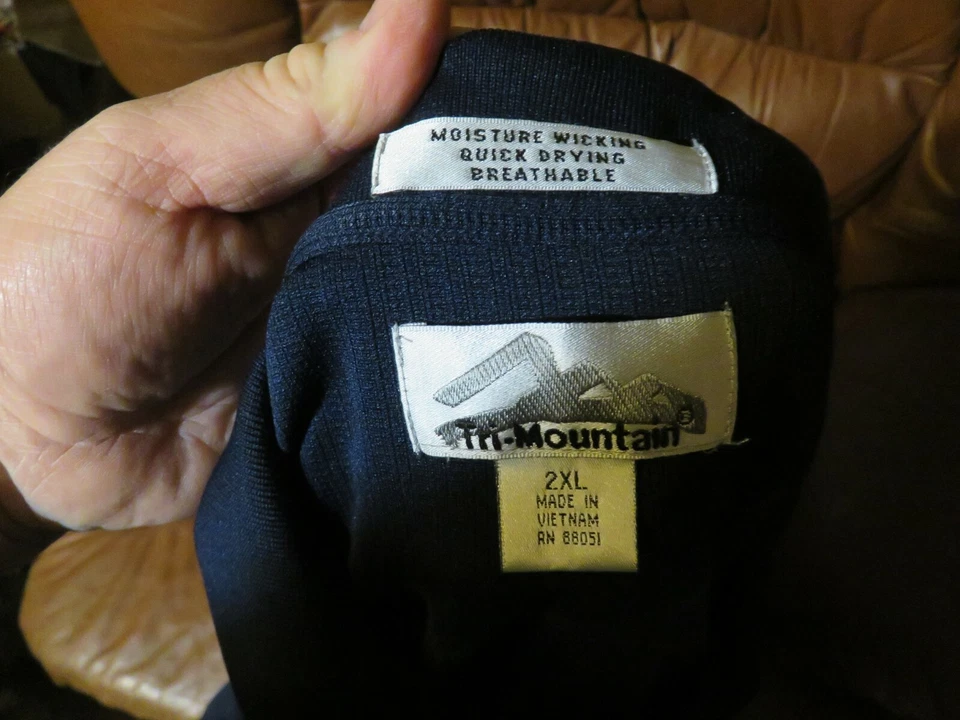 MOISTURE WICKING
QUICK DRYING
BREATHABLE
Tri-Mountain®
2XL
MADE IN
VIETNAM
RN 88051